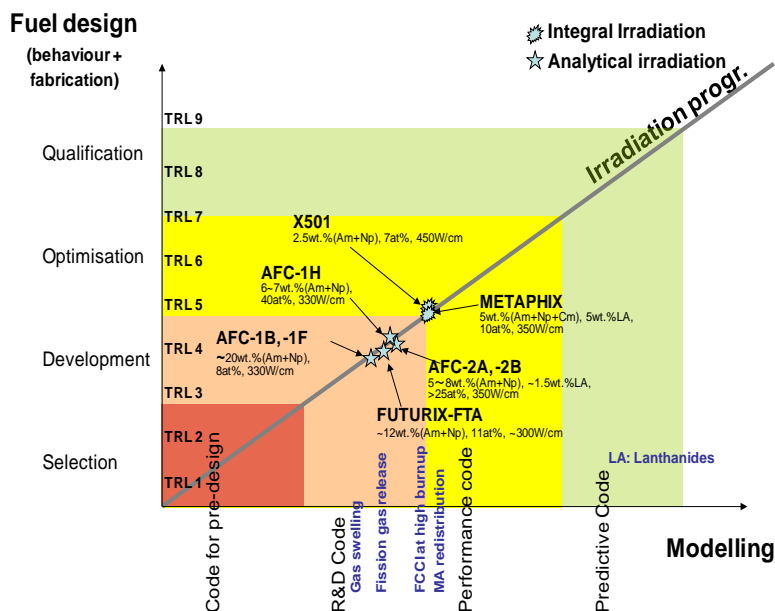 Fuel design
(behaviour +
fabrication)
Integral Irradiation
Analytical irradiation
Irradiation progr.
TRL 9
Qualification
TRL 8
TRL 7
X501
2.5wt.%(Am+Np), 7at%, 450W/cm
Optimisation
TRL 6
AFC-1H
6~7wt.%(Am+Np),
40at%, 330W/cm
TRL 5
METAPHIX
5wt.%(Am+Np+Cm), 5wt.%LA,
10at%, 350W/cm
AFC-1B, -1F
~20wt.%(Am+Np),
8at%, 330W/cm
Development
TRL 4
AFC-2A, -2B
5~8wt.%(Am+Np), ~1.5wt.%LA,
>25at%, 350W/cm
TRL 3
FUTURIX-FTA
~12wt.%(Am+Np), 11at%, ~300W/cm
TRL 2
Selection
LA: Lanthanides
TRL 1
Code for pre-design
R&D Code
Gas swelling
Fission gas release
FCCI at high burnup
MA redistribution
Performance code
Predictive Code
Modelling